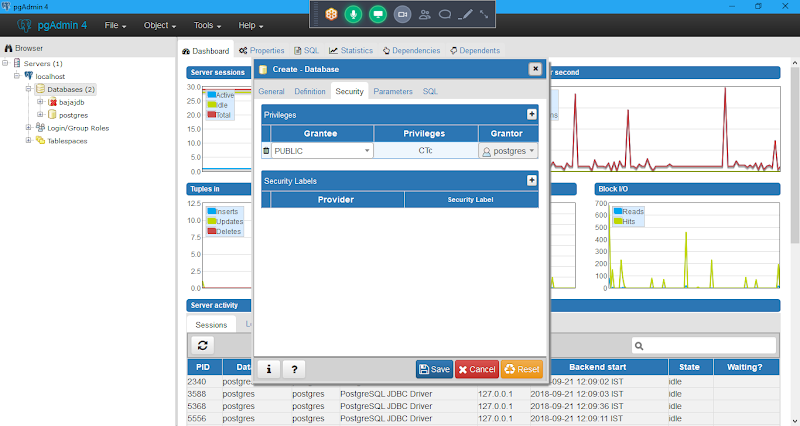 pgAdmin 4
pgAdmin 4 File Object Tools Help
Browser
Servers (1)
localhost
Databases (2)
bajajdb
postgres
Login/Group Roles
Tablespaces
Dashboard Properties SQL Statistics Dependencies Dependents
Server sessions
30.0
25.0
20.0
15.0
10.0
5.0
0.0
Active
Idle
Total
er second
Tuples in
12.5
10.0
7.5
5.0
2.5
0.0
Inserts
Updates
Deletes
Block I/O
700
600
500
400
300
200
100
0
Reads
Hits
Create - Database
General Definition Security Parameters SQL
Privileges
Grantee Privileges Grantor
PUBLIC CTc postgres
Security Labels
Provider Security Label
i ? Save Cancel Reset
Server activity
Sessions
PID Backend start State Waiting?
2340 postgres 2018-09-21 12:09:02 IST idle
3588 postgres postgres PostgreSQL JDBC Driver 127.0.0.1 2018-09-21 12:09:03 IST idle
5368 postgres postgres PostgreSQL JDBC Driver 127.0.0.1 2018-09-21 12:09:36 IST idle
5556 postgres postgres PostgreSQL JDBC Driver 127.0.0.1 2018-09-21 12:09:11 IST idle